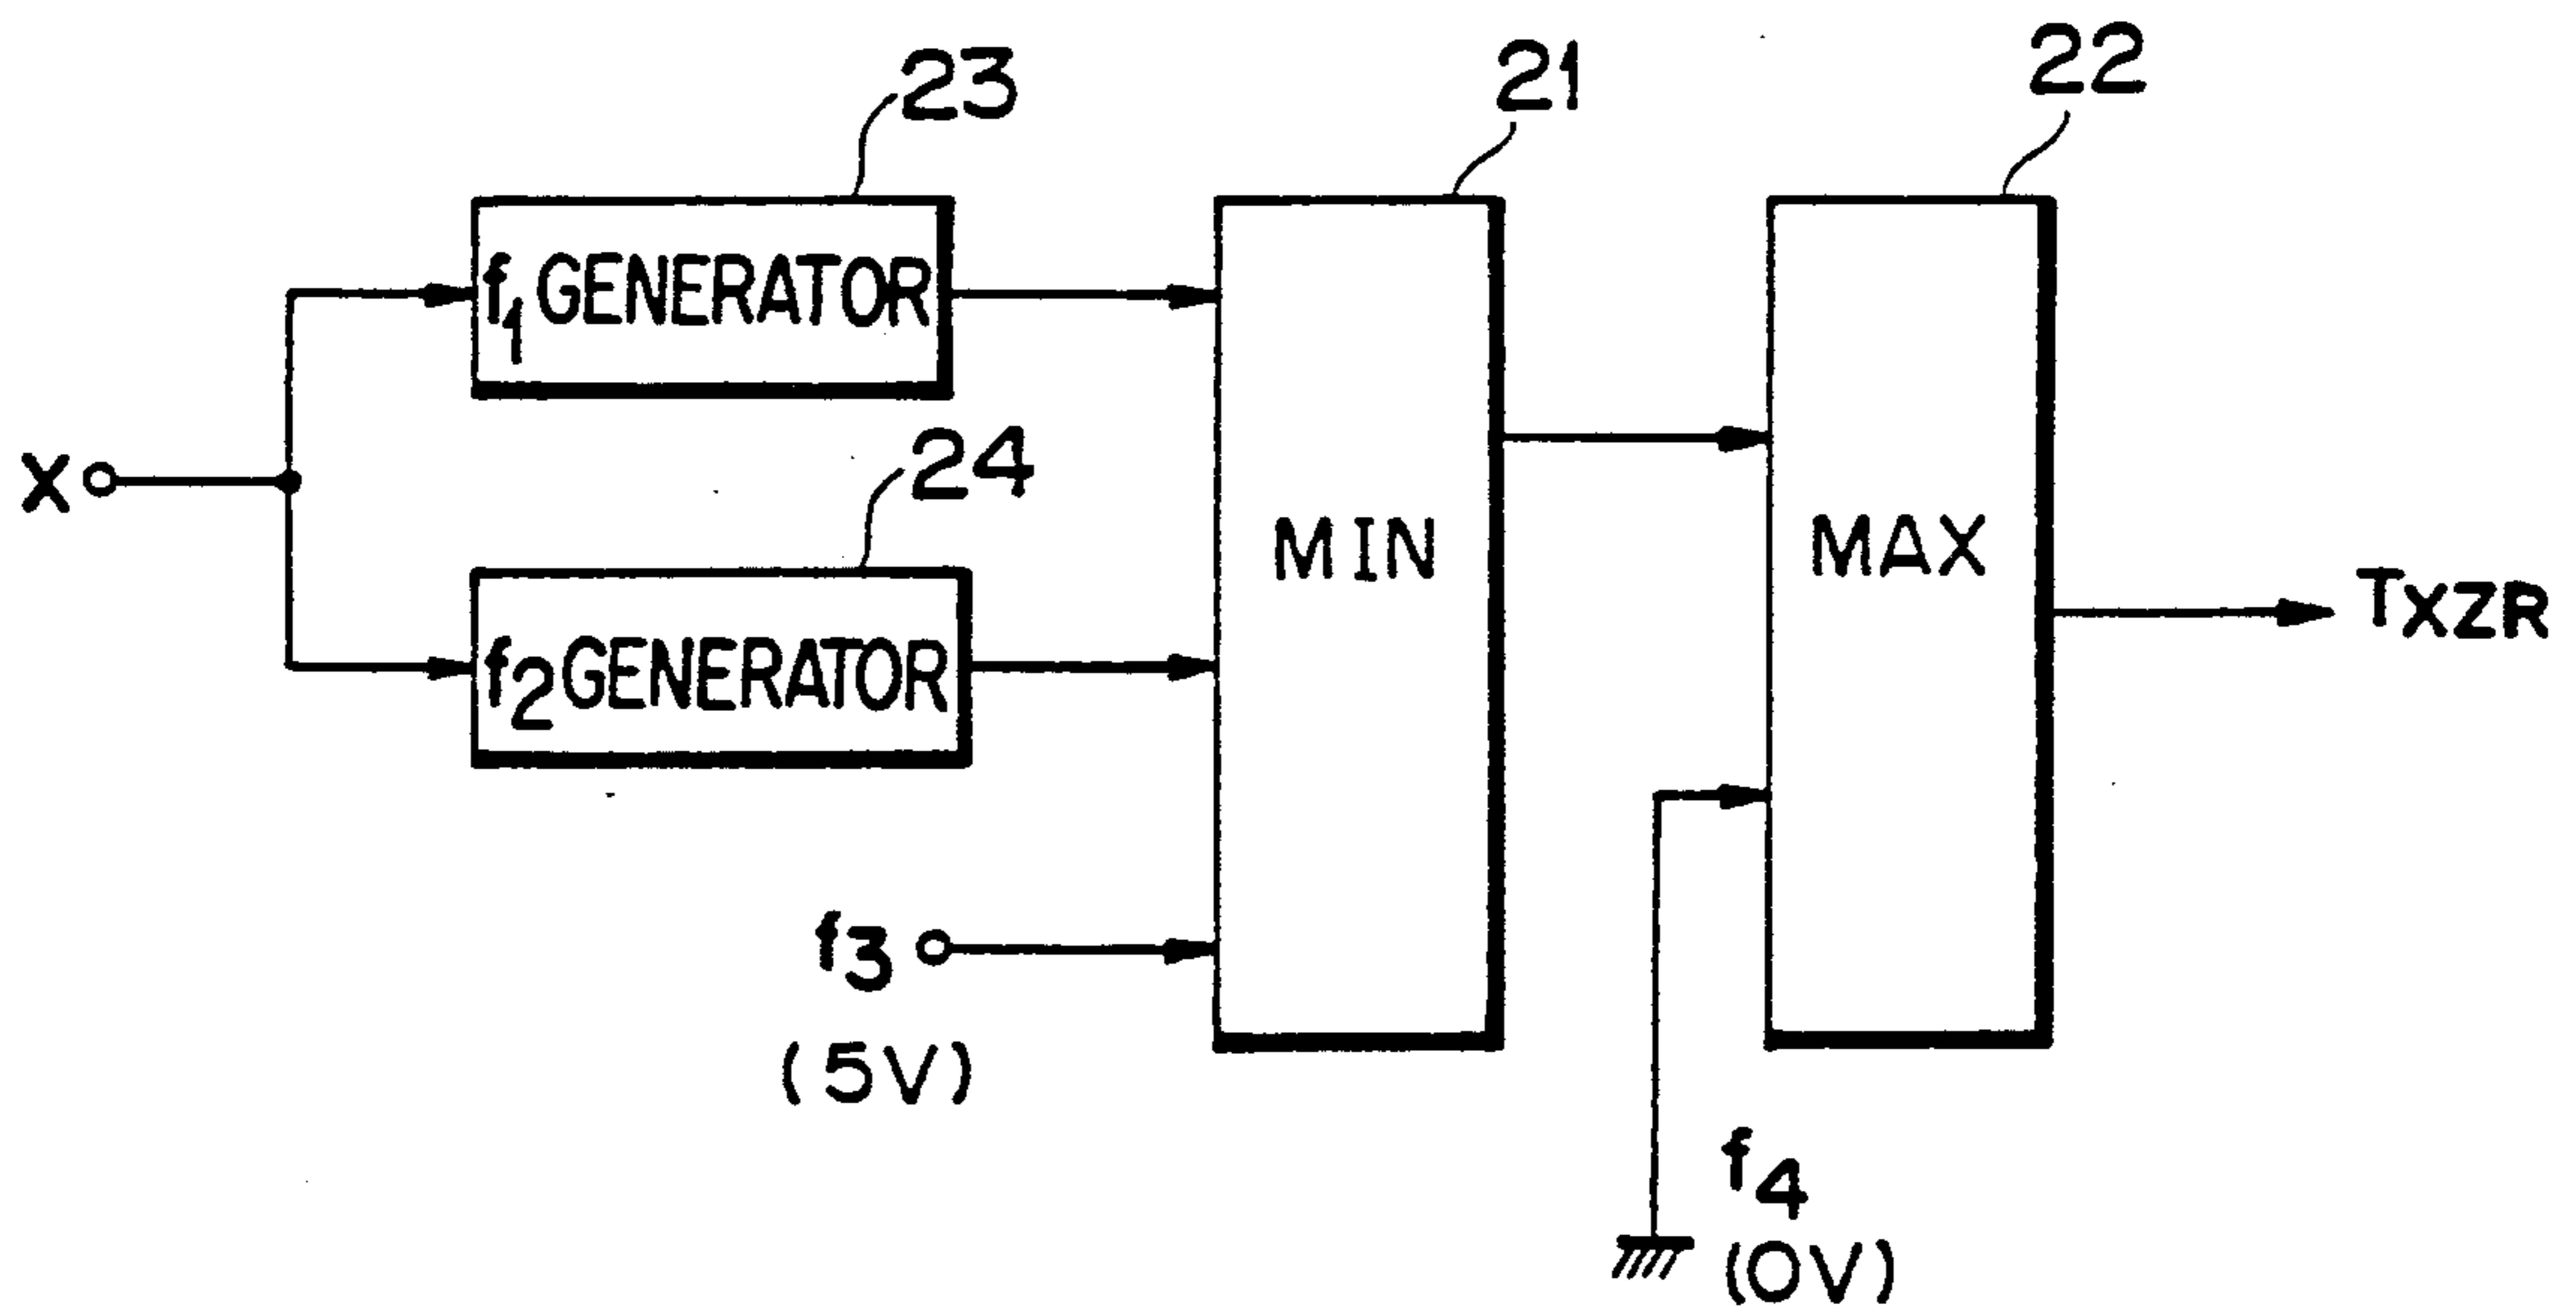 23
21
22
f1 GENERATOR
X
24
MIN
MAX
TXZR
f2 GENERATOR
f3
(5V)
f4
(0V)